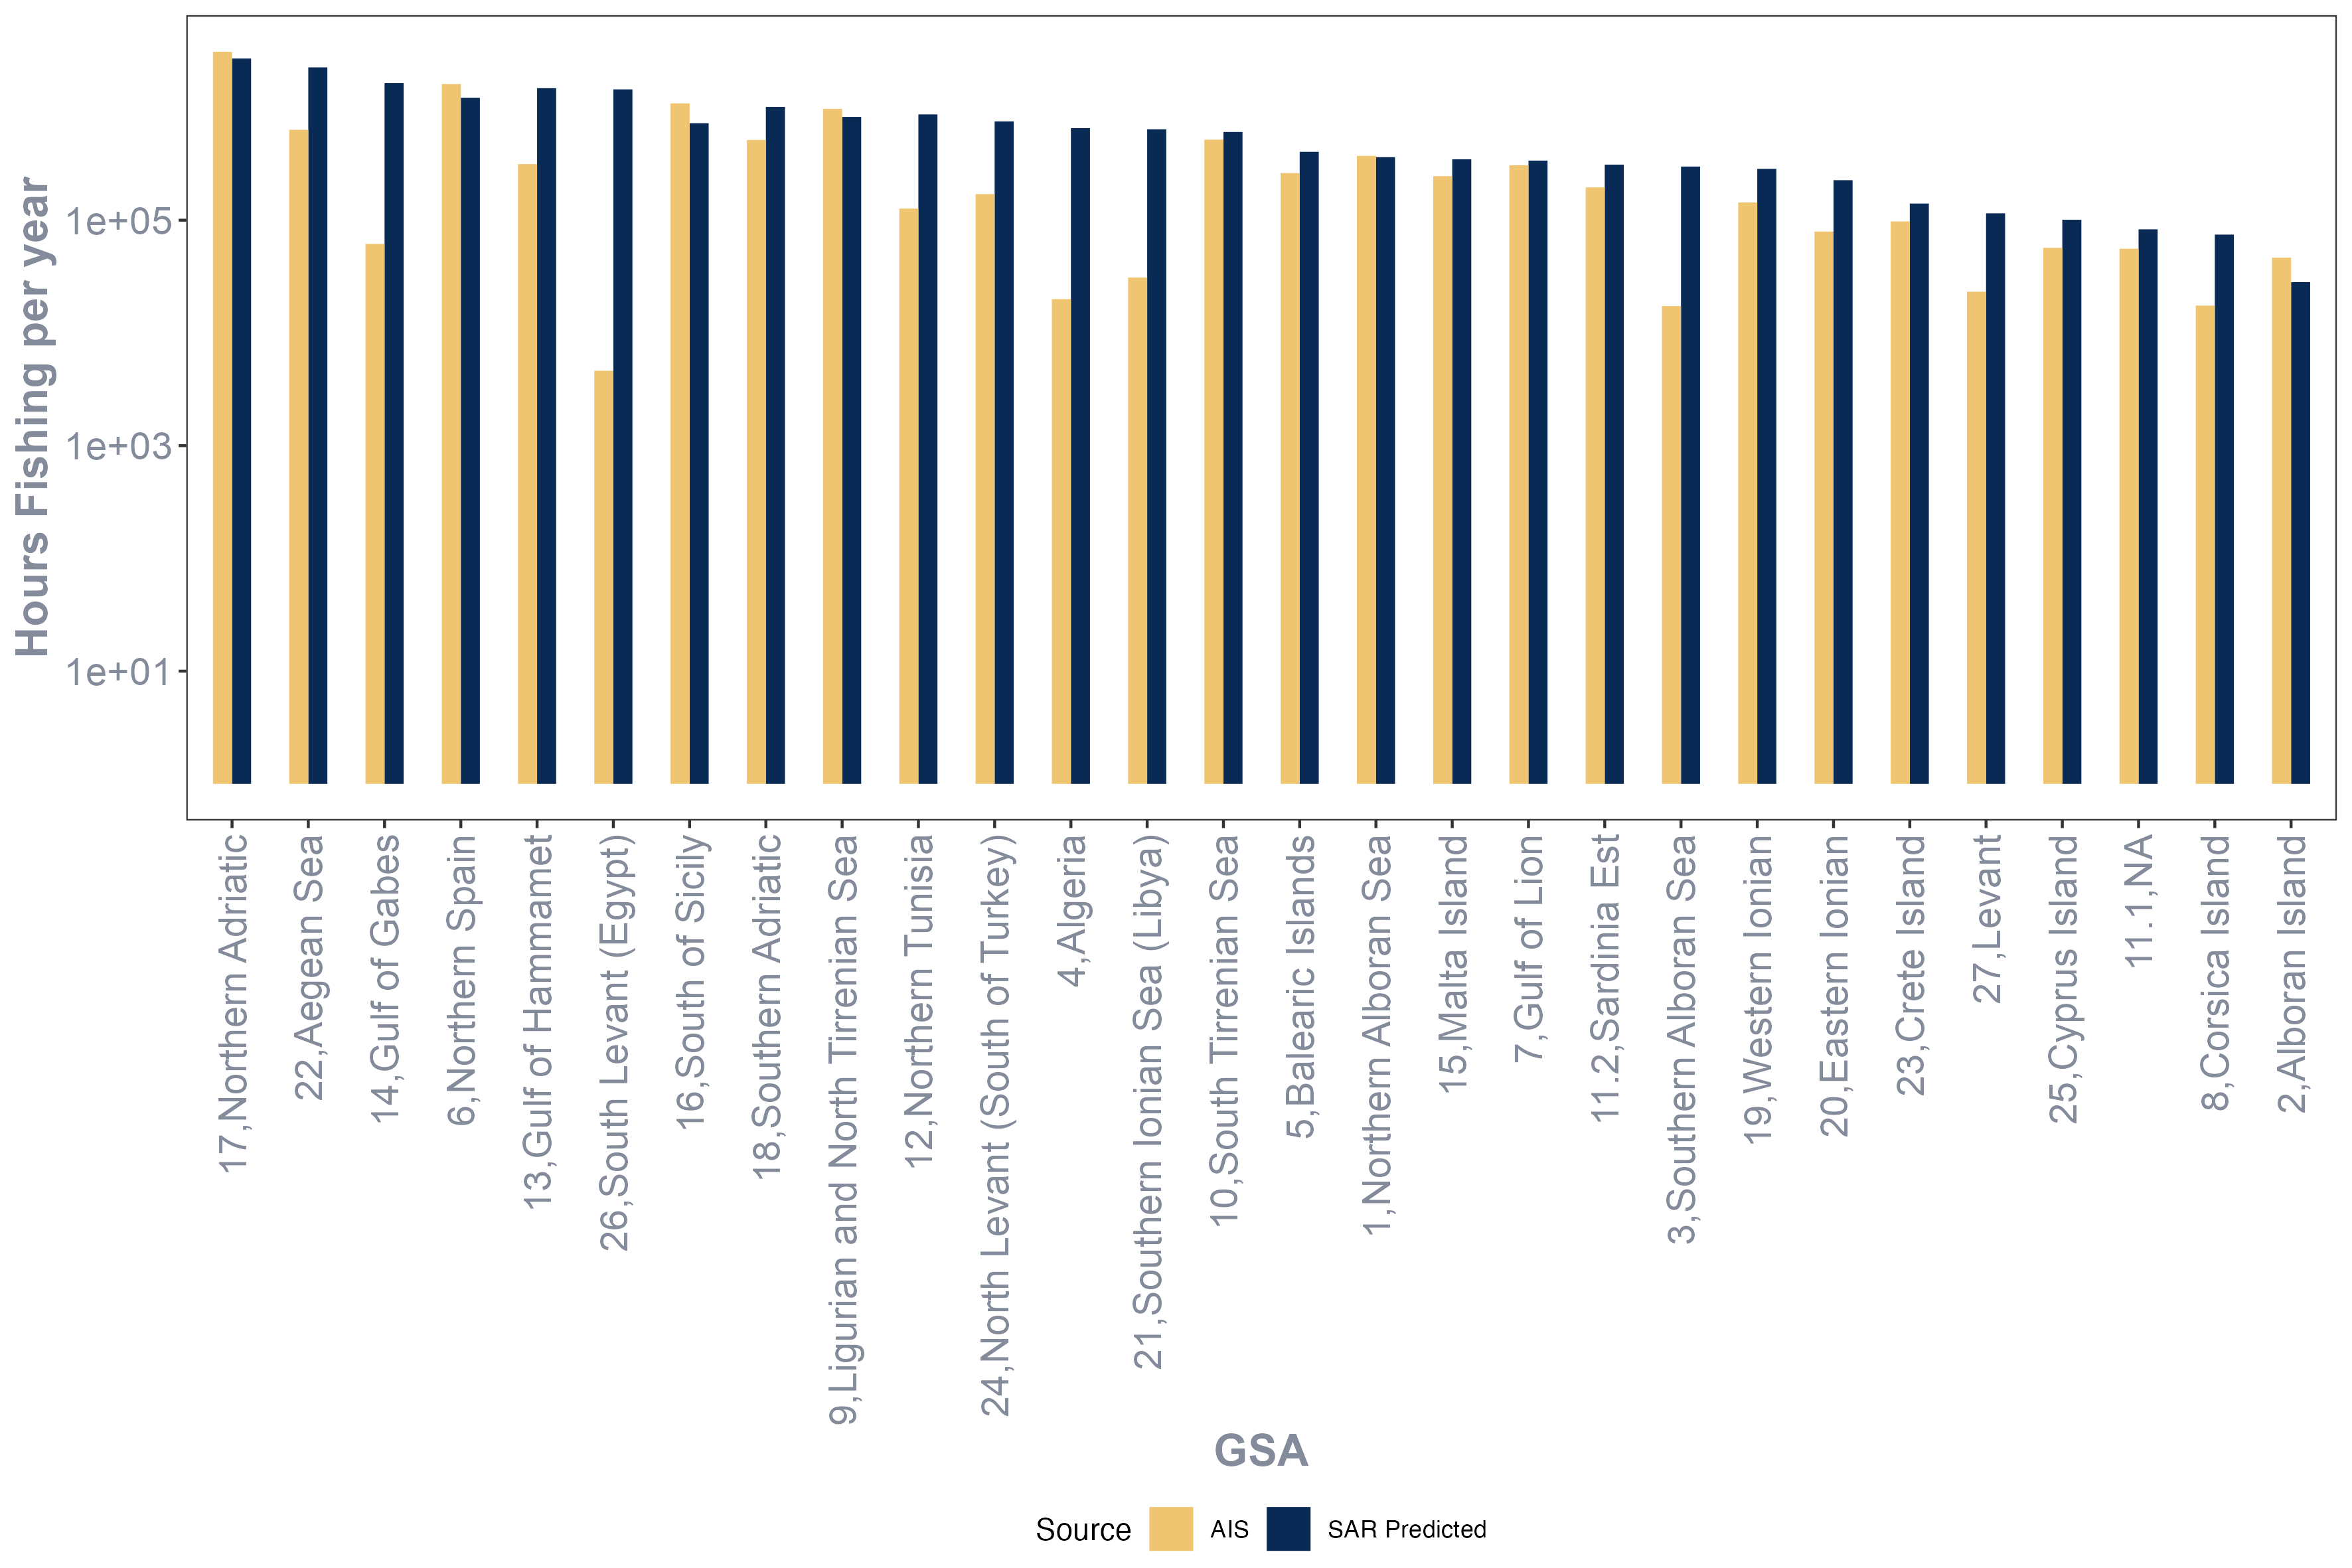 Hours Fishing per year
1e+05
1e+03
1e+01
17,Northern Adriatic
22,Aegean Sea
14,Gulf of Gabes
6,Northern Spain
13,Gulf of Hammamet
26,South Levant (Egypt)
16,South of Sicily
18,Southern Adriatic
9,Ligurian and North Tirrenian Sea
12,Northern Tunisia
24,North Levant (South of Turkey)
4,Algeria
21,Southern Ionian Sea (Libya)
10,South Tirrenian Sea
5,Balearic Islands
1,Northern Alboran Sea
15,Malta Island
7,Gulf of Lion
11.2,Sardinia Est
3,Southern Alboran Sea
19,Western Ionian
20,Eastern Ionian
23,Crete Island
27,Levant
25,Cyprus Island
11.1,NA
8,Corsica Island
2,Alboran Island
GSA
Source AIS SAR Predicted